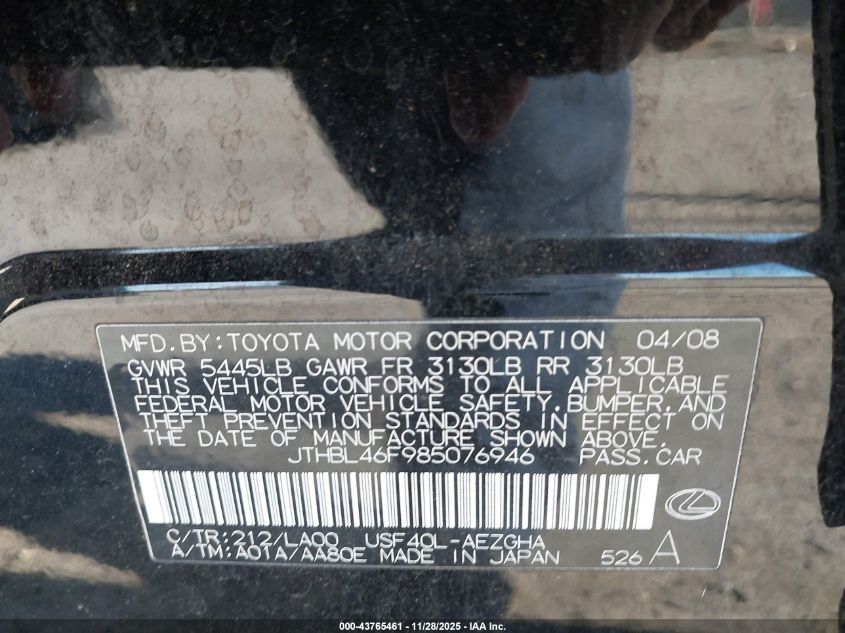 MFD.BY:TOYOTA MOTOR CORPORATION 04/08
GVWR 5445LB GAWR FR 3130LB RR 3130LB
THIS VEHICLE CONFORMS TO ALL APPLICABLE
FEDERAL MOTOR VEHICLE SAFETY,BUMPER,AND
THEFT PREVENTION STANDARDS IN EFFECT ON
THE DATE OF MANUFACTURE SHOWN ABOVE.
JTHBL46F985076946 PASS.CAR
C/TR:212/LA00 USF40L-AEZGHA
A/TM:A01A/AA80E MADE IN JAPAN 526 A
000-43765461 - 11/28/2025 - IAA Inc.